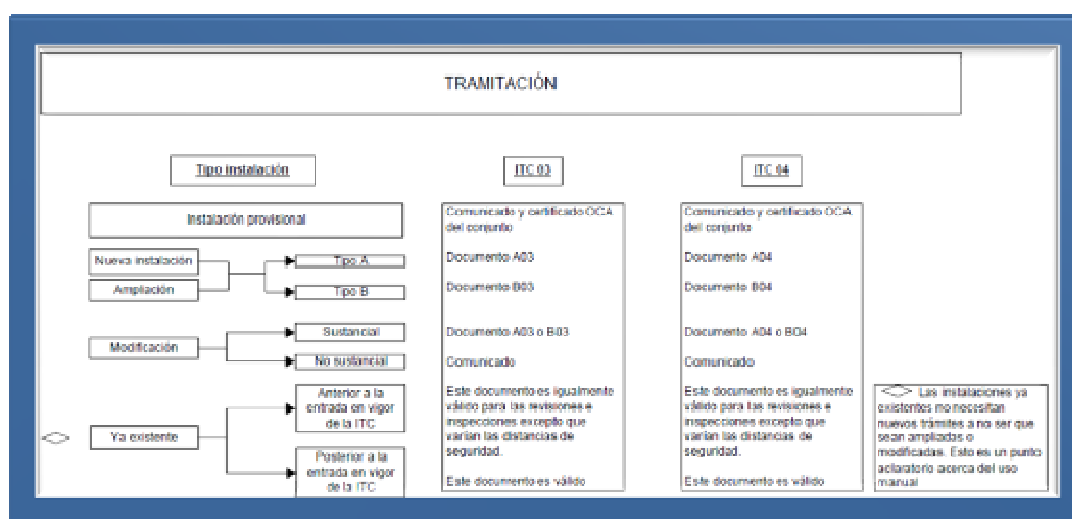 TRAMITACIÓN
Tipo instalación
ITC 03
ITC 04
Instalación provisional
Nueva instalación
Ampliación
Tipo A
Tipo B
Modificación
Sustancial
No sustancial
Ya existente
Anterior a la
entrada en vigor
de la ITC
Posterior a la
entrada en vigor
de la ITC
Comunicado y certificado OCA
del conjunto
Documento A03
Documento B03
Documento A03 o B03
Comunicado
Este documento es igualmente
válido para las revisiones e
inspecciones excepto que
varían las distancias de
seguridad.
Este documento es válido
Comunicado y certificado OCA
del conjunto
Documento A04
Documento B04
Documento A04 o BO4
Comunicado
Este documento es igualmente
válido para las revisiones e
inspecciones excepto que
varían las distancias de
seguridad.
Este documento es válido
Las instalaciones ya
existentes no necesitan
nuevos trámites a no ser que
sean ampliadas o
modificadas. Esto es un punto
aclaratorio acerca del uso
manual